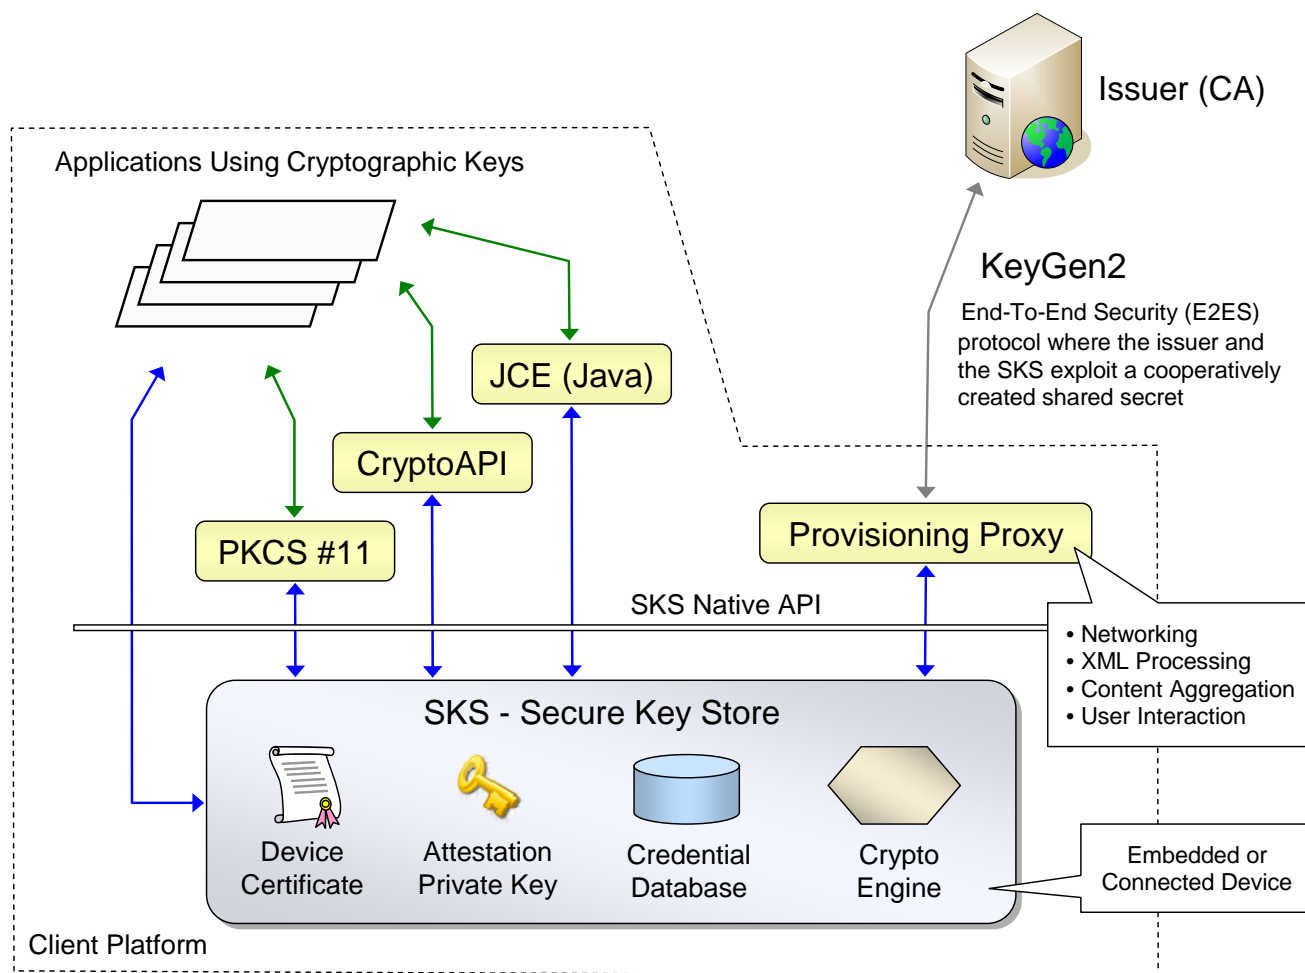 Issuer (CA)
Applications Using Cryptographic Keys
KeyGen2
End-To-End Security (E2ES)
protocol where the issuer and
the SKS exploit a cooperatively
created shared secret
JCE (Java)
CryptoAPI
PKCS #11
Provisioning Proxy
SKS Native API
• Networking
• XML Processing
• Content Aggregation
• User Interaction
SKS - Secure Key Store
Device
Certificate
Attestation
Private Key
Credential
Database
Crypto
Engine
Embedded or
Connected Device
Client Platform